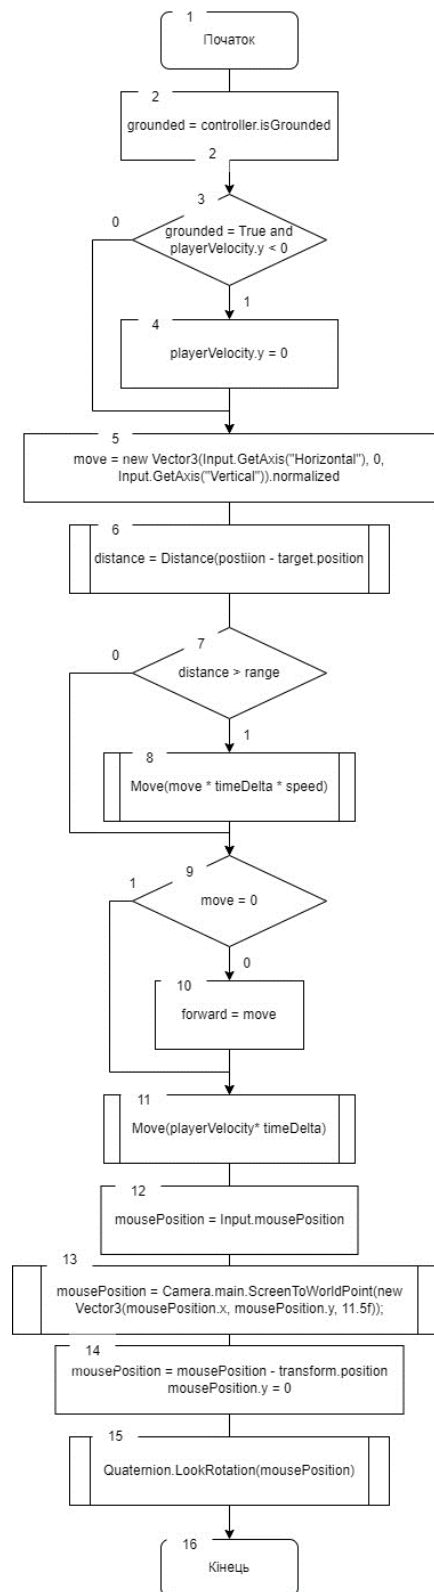 1
Початок
2
grounded = controller.isGrounded
2
3
grounded = True and
playerVelocity.y < 0
0
1
4
playerVelocity.y = 0
5
move = new Vector3(Input.GetAxis("Horizontal"), 0,
Input.GetAxis("Vertical")).normalized
6
distance = Distance(postiion - target.position
7
distance > range
0
1
8
Move(move * timeDelta * speed)
9
move = 0
1
0
10
forward = move
11
Move(playerVelocity* timeDelta)
12
mousePosition = Input.mousePosition
13
mousePosition = Camera.main.ScreenToWorldPoint(new
Vector3(mousePosition.x, mousePosition.y, 11.5f));
14
mousePosition = mousePosition - transform.position
mousePosition.y = 0
15
Quaternion.LookRotation(mousePosition)
16
Кінець